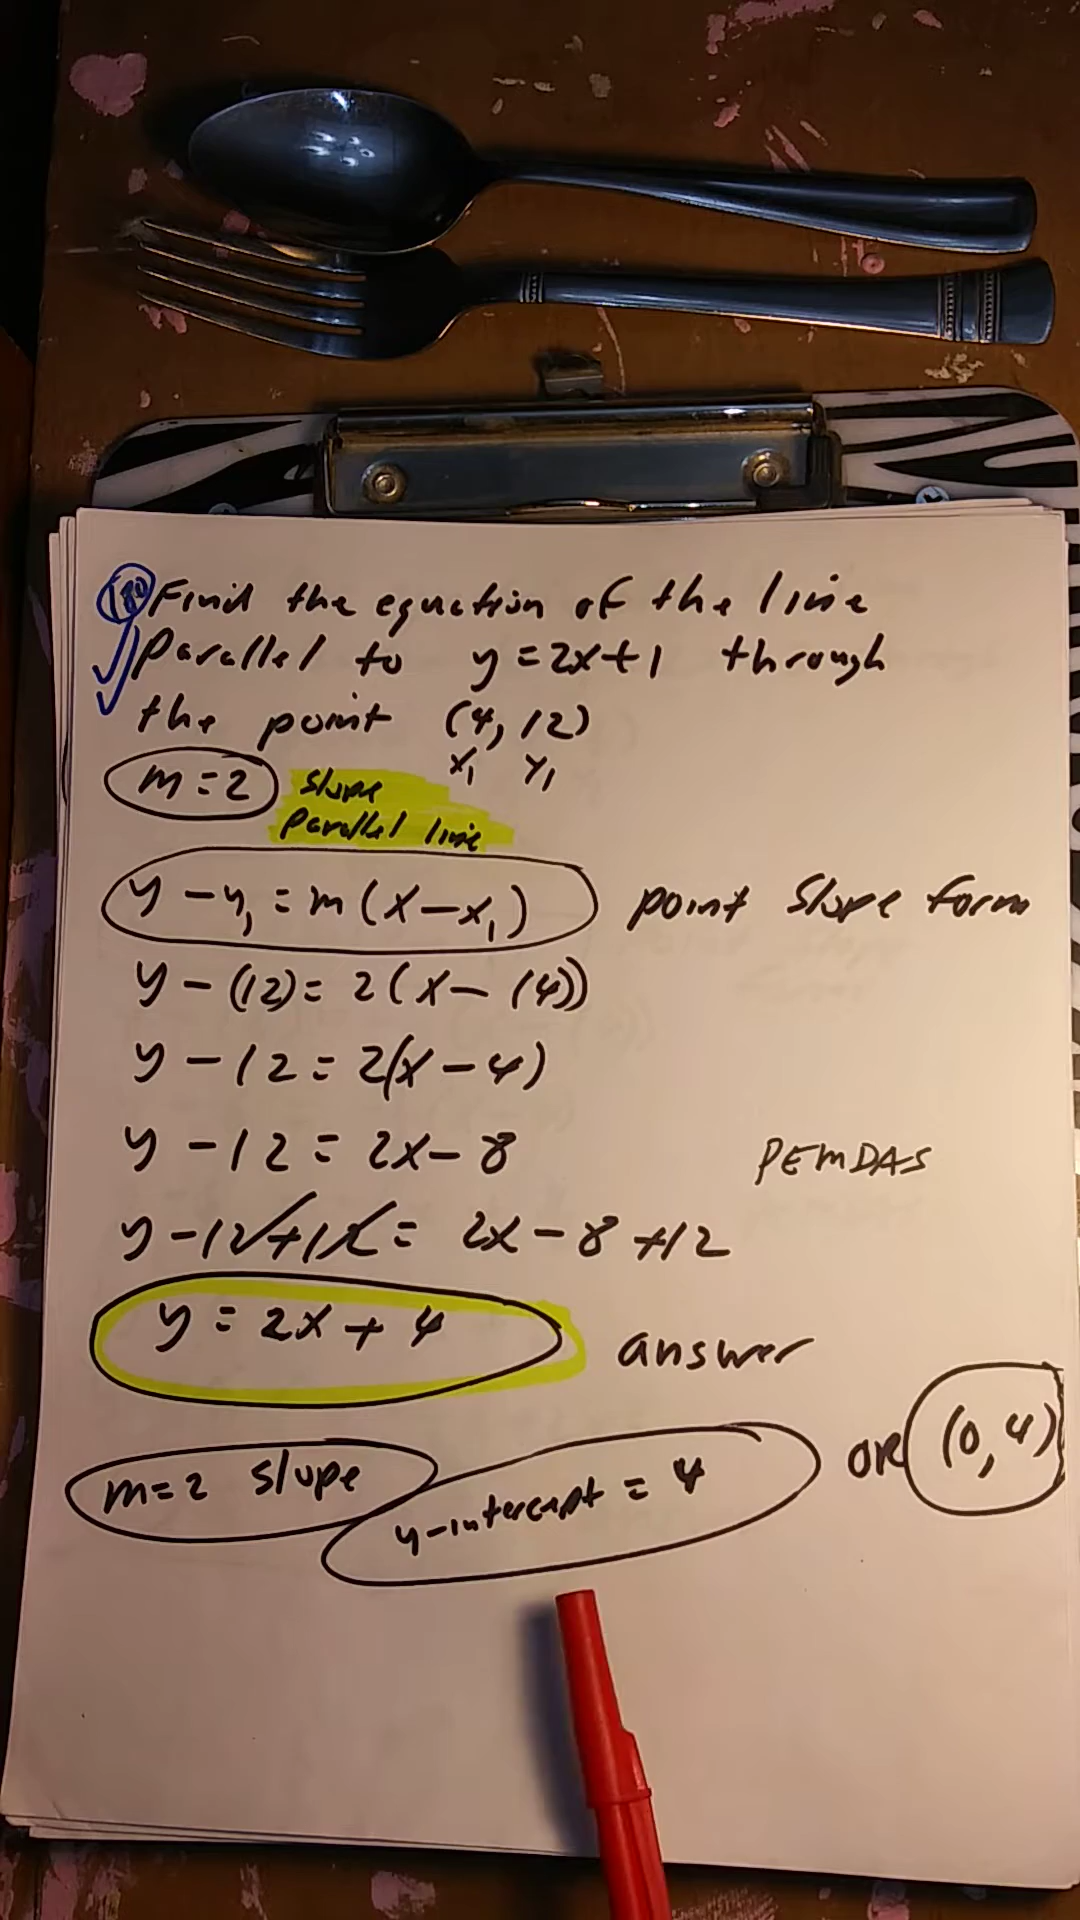 Find the equation of the line
parallel to y=2x+1 through
the point (4, 12)
x₁ y₁
m=2 slope
parallel line
y-y₁=m(x-x₁) point slope form
y-(12)=2(x-(4))
y-12=2(x-4)
y-12=2x-8 PEMDAS
y-12+12=2x-8+12
y=2x+4 answer
m=2 slope y-intercept=4 OR (0,4)